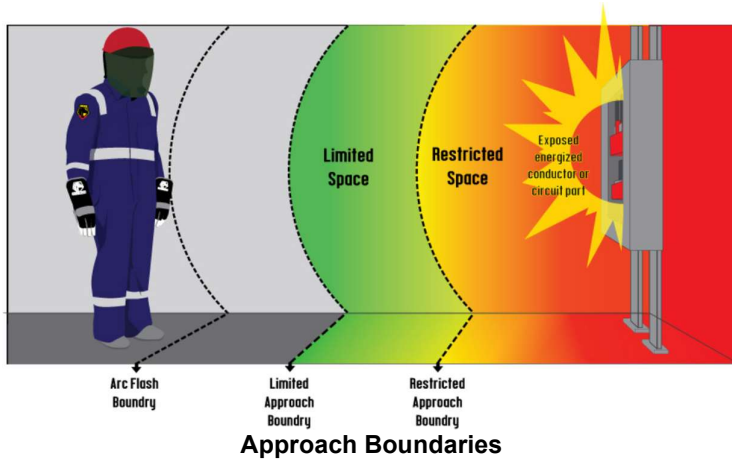 Limited
Space
Restricted
Space
Exposed
energized
conductor or
circuit part
Arc Flash
Boundry
Limited
Approach
Boundry
Restricted
Approach
Boundry
Approach Boundaries